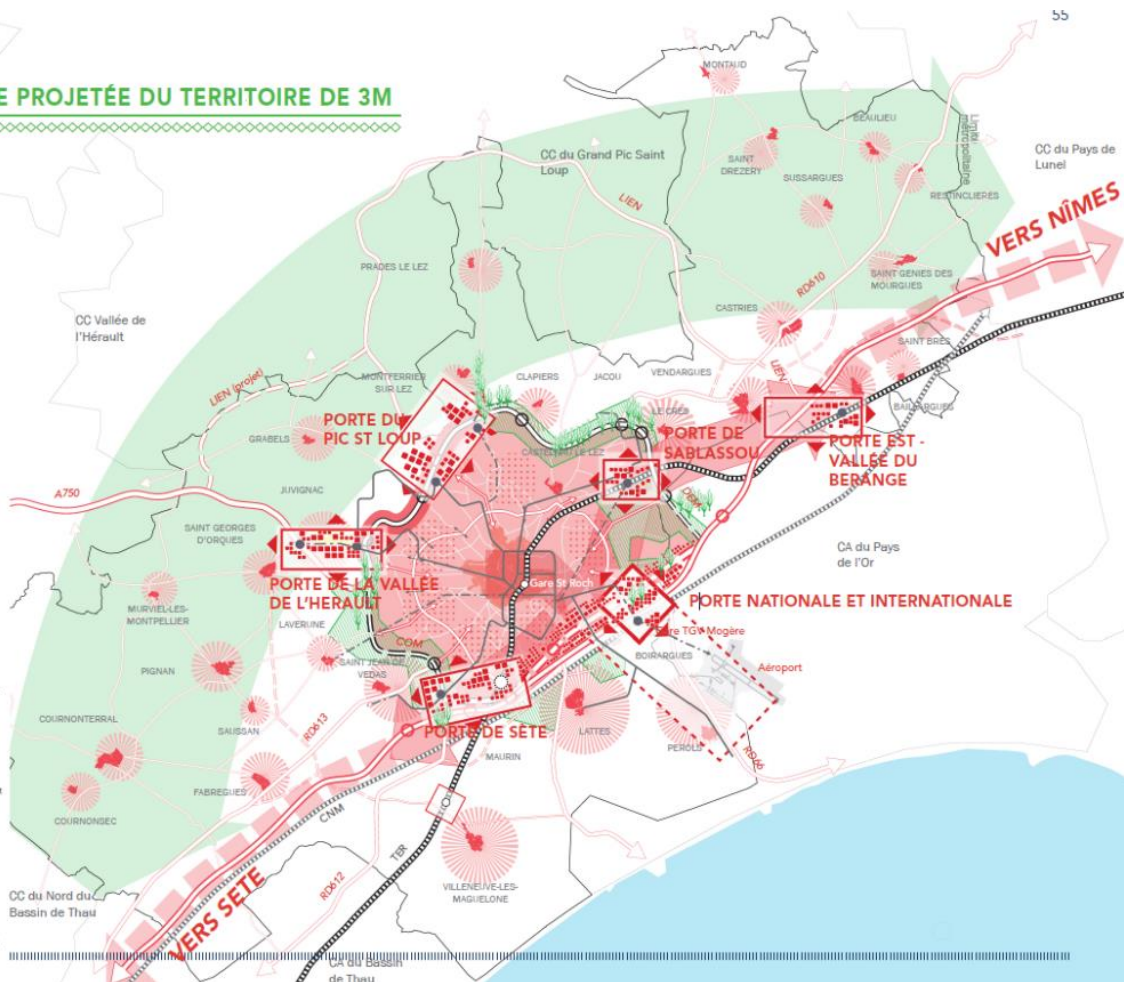 55
E PROJETÉE DU TERRITOIRE DE 3M
MONTAUD
BEAULIEU
Limite
métropolitaine
CC du Pays de
Lunel
CC du Grand Pic Saint
Loup
SAINT
DREZERY
SUSSARGUES
RESTINCLIERES
LIEN
VERS NÎMES
PRADES LE LEZ
RD610
SAINT GENIES DES
MOURGUES
CASTRIES
CC Vallée de
l'Hérault
SAINT BRES
LIEN
LIEN (projet)
MONTFERRIER
SUR LEZ
CLAPIERS
JACOU
VENDARGUES
BAILLARGUES
LE CRES
PORTE DU
PIC ST LOUP
GRABELS
PORTE DE
SABLASSOU
CASTELNAU LE LEZ
PORTE EST -
VALLÉE DU
BERANGE
A750
JUVIGNAC
DEM
SAINT GEORGES
D'ORQUES
CA du Pays
de l'Or
PORTE DE LA VALLÉE
DE L'HERAULT
Gare St Roch
PORTE NATIONALE ET INTERNATIONALE
MURVIEL-LES-
MONTPELLIER
LAVERUNE
Gare TGV Mogère
COM
BOIRARGUES
Aéroport
SAINT JEAN DE
VEDAS
PIGNAN
COURNONTERRAL
SAUSSAN
RD613
PORTE DE SÈTE
LATTES
PEROLS
RD66
MAURIN
FABREGUES
CNM
COURNONSEC
TER
RD612
VILLENEUVE-LES-
MAGUELONE
CC du Nord du
Bassin de Thau
VERS SETE
CA du Bassin
de Thau